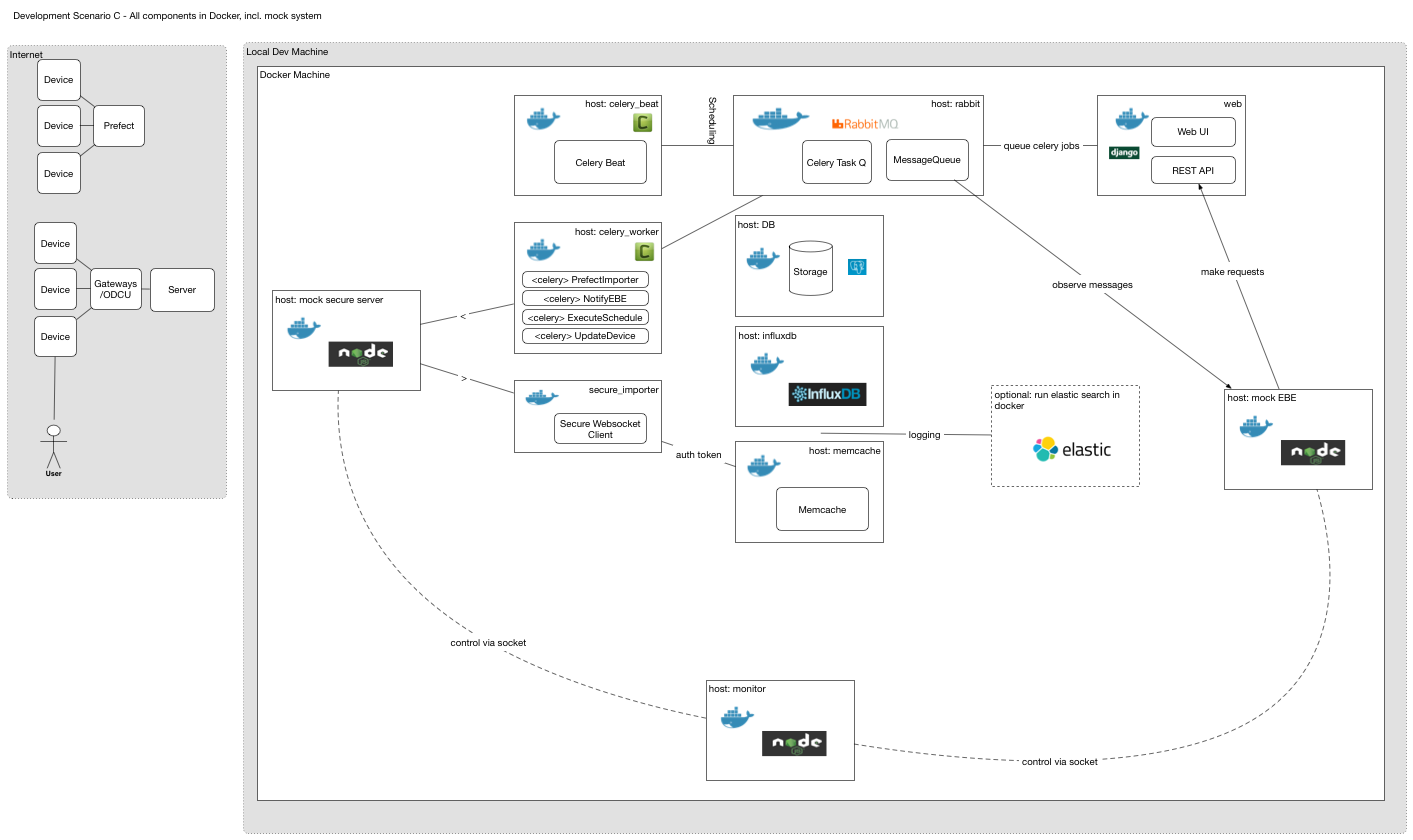 Development Scenario C - All components in Docker, incl. mock system
Internet
Device
Device
Prefect
Device
Device
Device
Gateways
/ODCU
Server
Device
User
Local Dev Machine
Docker Machine
host: celery_beat
C
Celery Beat
Scheduling
host: rabbit
RabbitMQ
Celery Task Q
MessageQueue
queue celery jobs
web
django
Web UI
REST API
host: celery_worker
C
<celery> PrefectImporter
<celery> NotifyEBE
<celery> ExecuteSchedule
<celery> UpdateDevice
host: DB
Storage
make requests
observe messages
host: mock secure server
node
JS
<
>
host: influxdb
InfluxDB
secure_importer
Secure Websocket
Client
auth token
logging
optional: run elastic search in
docker
elastic
host: mock EBE
node
JS
host: memcache
Memcache
control via socket
host: monitor
node
JS
control via socket